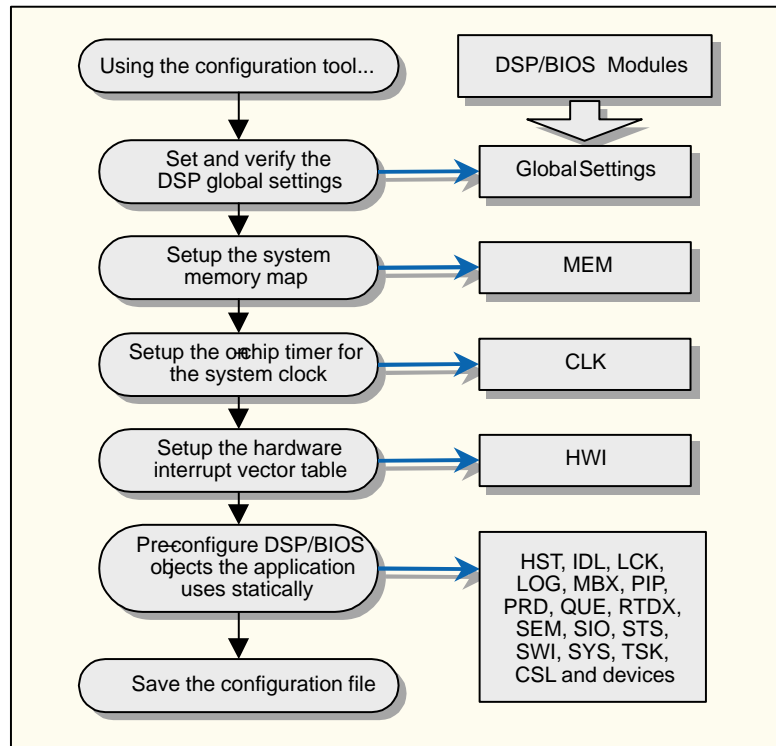 Using the configuration tool...
DSP/BIOS Modules
Set and verify the
DSP global settings
Global Settings
Setup the system
memory map
MEM
Setup the on-chip timer for
the system clock
CLK
Setup the hardware
interrupt vector table
HWI
Pre-configure DSP/BIOS
objects the application
uses statically
HST, IDL, LCK,
LOG, MBX, PIP,
PRD, QUE, RTDX,
SEM, SIO, STS,
SWI, SYS, TSK,
CSL and devices
Save the configuration file